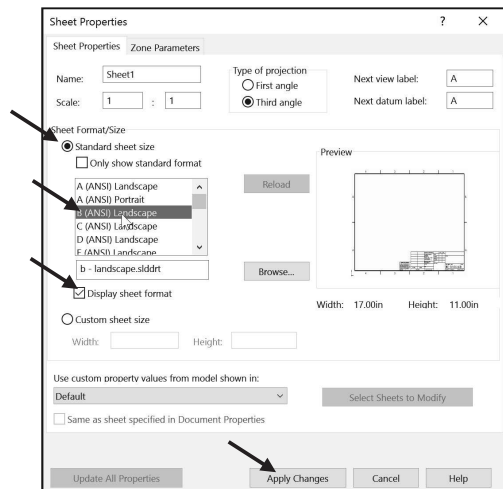 Sheet Properties ? X
Sheet Properties Zone Parameters
Name: Sheet1
Type of projection
First angle
Third angle
Next view label: A
Scale: 1 : 1
Next datum label: A
Sheet Format/Size
Standard sheet size
Only show standard format
Preview
A (ANSI) Landscape
A (ANSI) Portrait
B (ANSI) Landscape
C (ANSI) Landscape
D (ANSI) Landscape
E (ANSI) Landscape
Reload
b - landscape.slddrt
Browse...
Display sheet format
Width: 17.00in Height: 11.00in
Custom sheet size
Width: Height:
Use custom property values from model shown in:
Default
Select Sheets to Modify
Same as sheet specified in Document Properties
Update All Properties Apply Changes Cancel Help